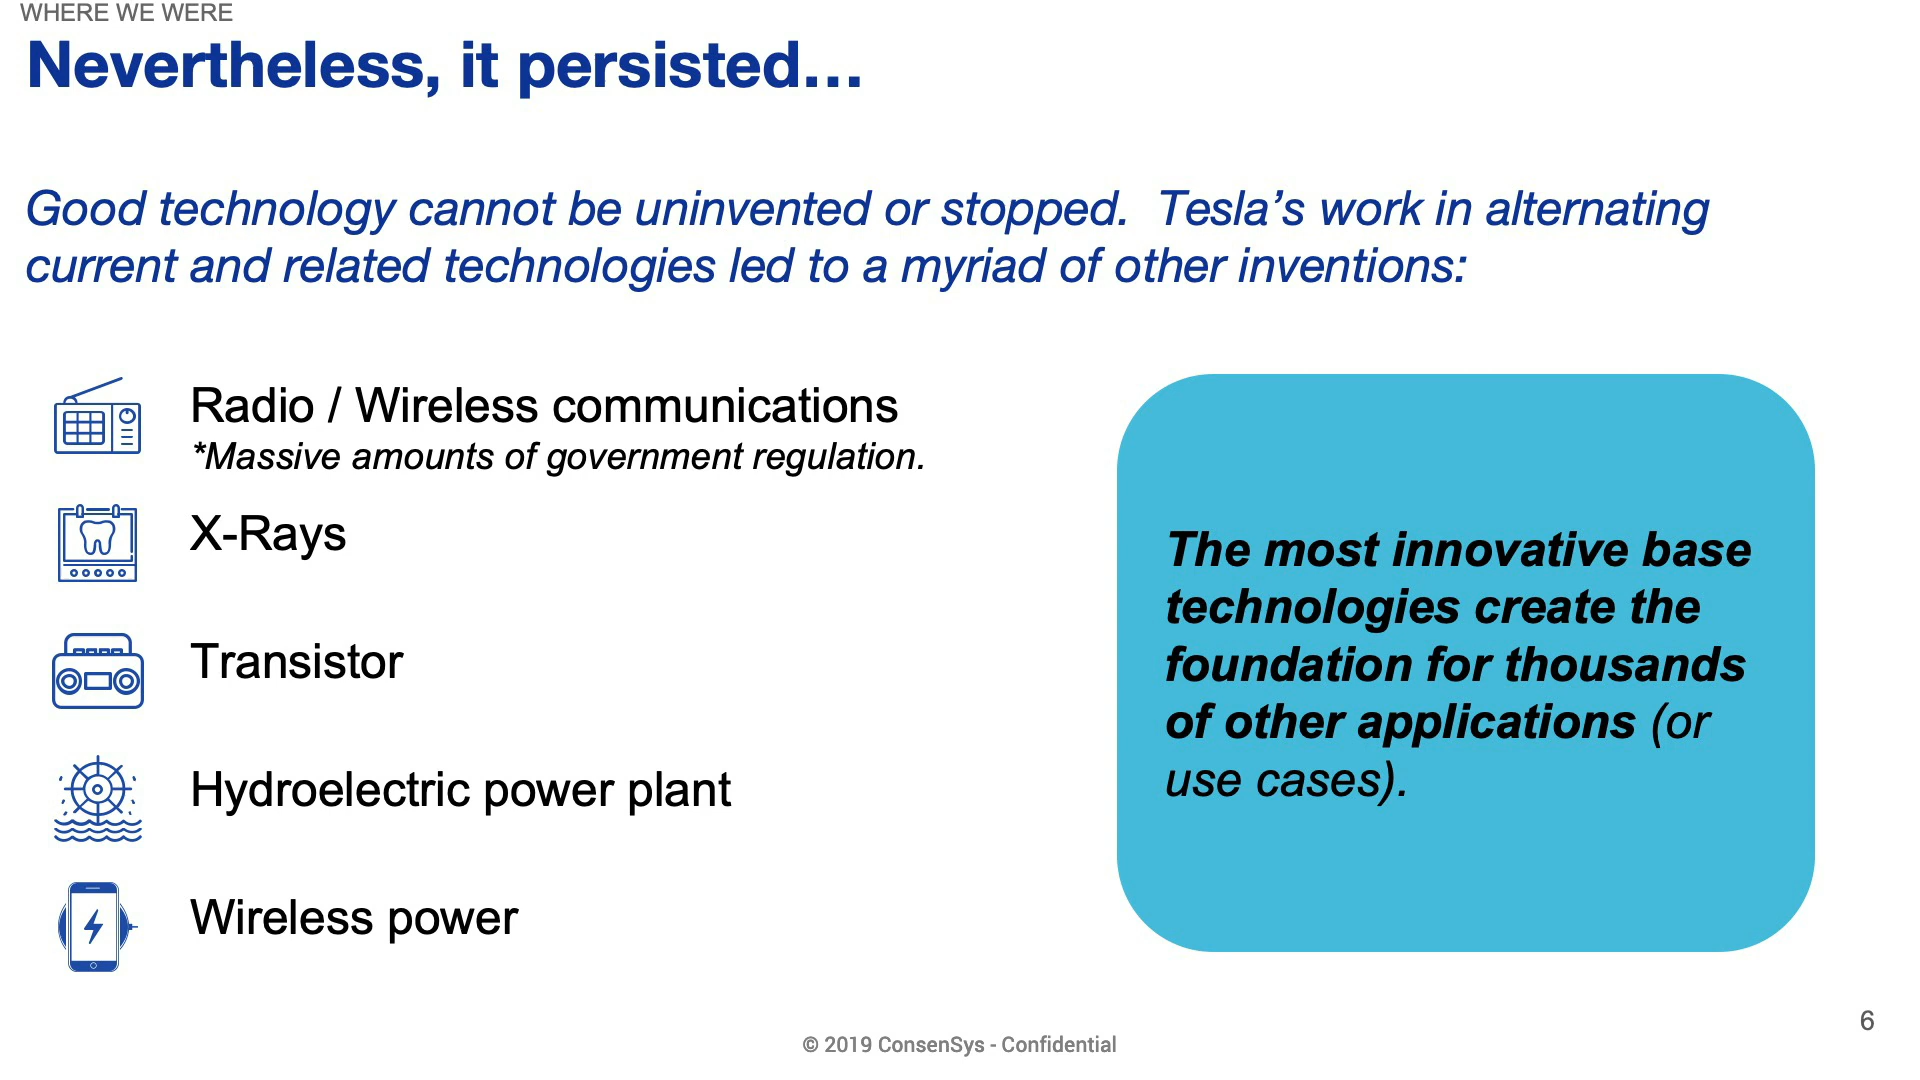 WHERE WE WERE
Nevertheless, it persisted…
Good technology cannot be uninvented or stopped.  Tesla’s work in alternating
current and related technologies led to a myriad of other inventions:
Radio / Wireless communications
*Massive amounts of government regulation.
X-Rays
Transistor
Hydroelectric power plant
Wireless power
The most innovative base
technologies create the
foundation for thousands
of other applications (or
use cases).
6
© 2019 ConsenSys - Confidential